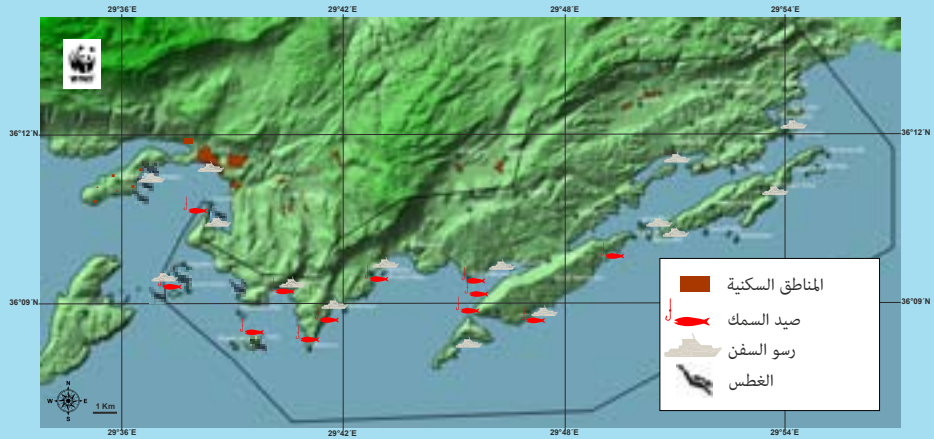 29°36´E 29°42´E 29°48´E 29°54´E
WWF
36°12´N 36°12´N
36°09´N 36°09´N
المناطق السكنية
صيد السمك
رسو السفن
الغطس
N
W E
S
1 Km
29°36´E 29°42´E 29°48´E 29°54´E